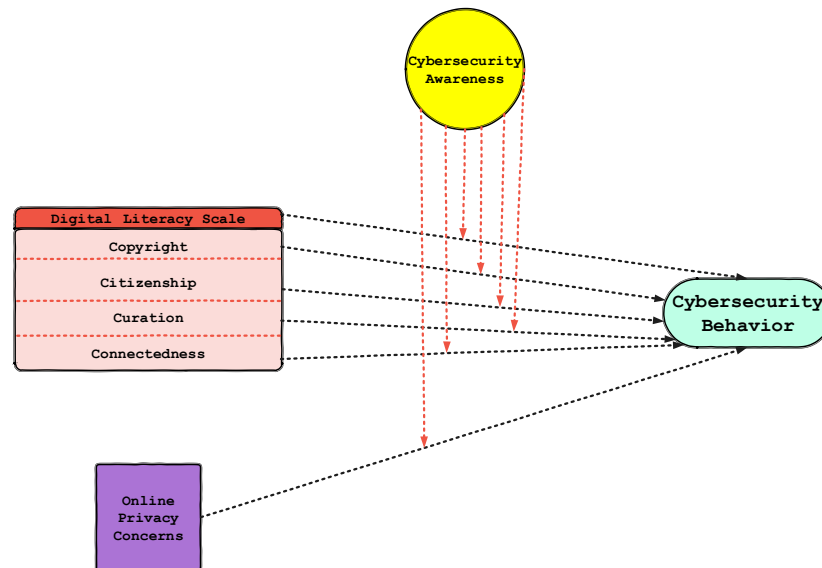 Cybersecurity
Awareness
Digital Literacy Scale
Copyright
Citizenship
Curation
Connectedness
Cybersecurity
Behavior
Online
Privacy
Concerns